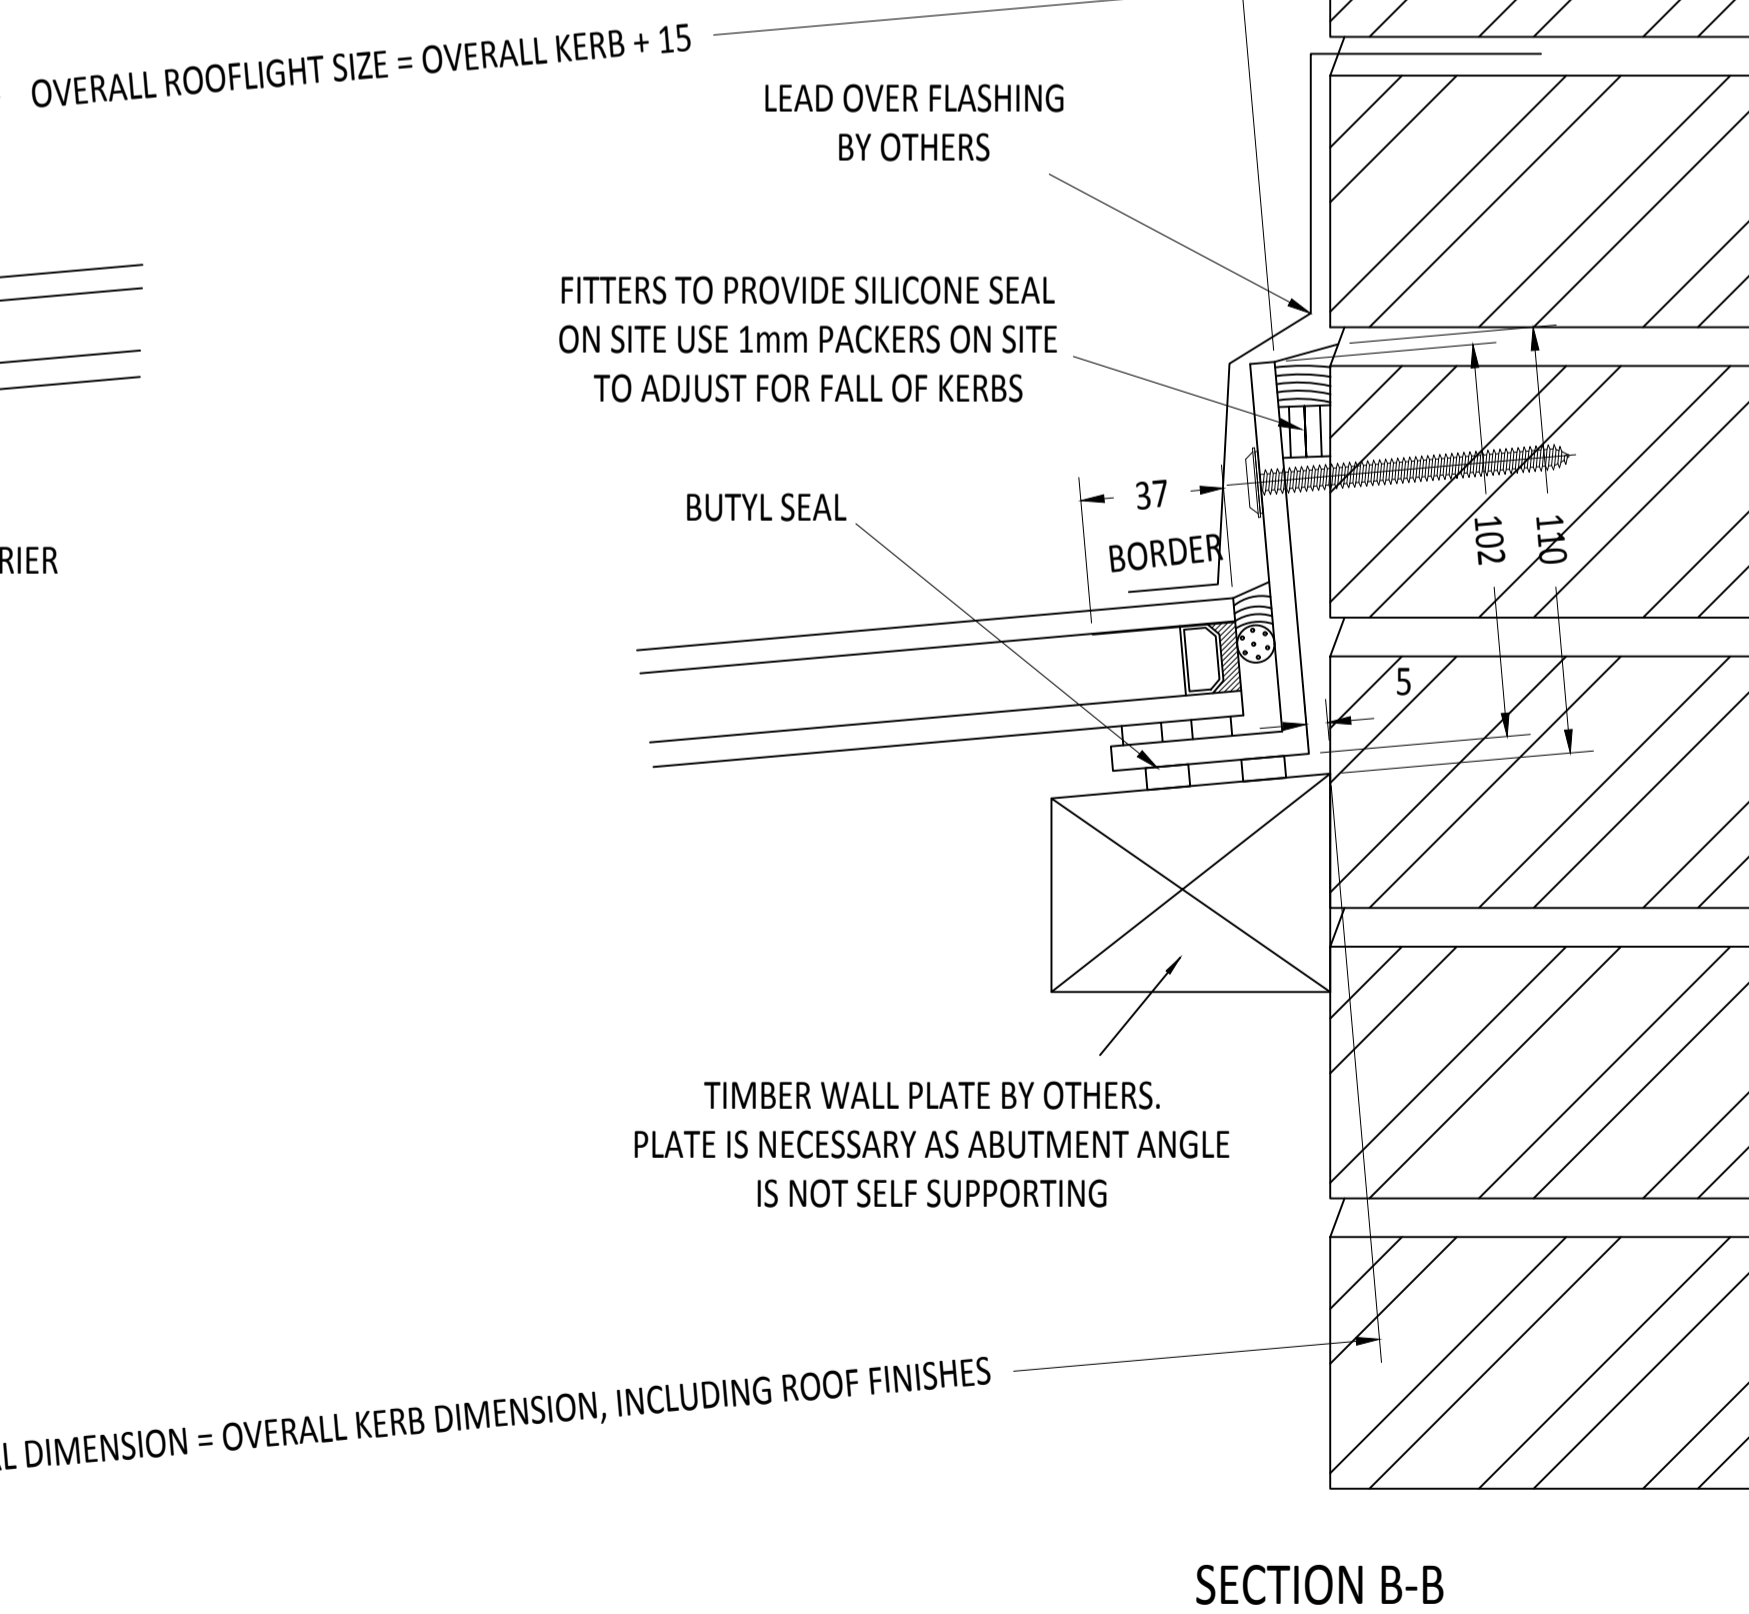 OVERALL ROOFLIGHT SIZE = OVERALL KERB + 15
LEAD OVER FLASHING
BY OTHERS
FITTERS TO PROVIDE SILICONE SEAL
ON SITE USE 1mm PACKERS ON SITE
TO ADJUST FOR FALL OF KERBS
BUTYL SEAL
37
BORDER
102
110
RIER
5
TIMBER WALL PLATE BY OTHERS.
PLATE IS NECESSARY AS ABUTMENT ANGLE
IS NOT SELF SUPPORTING
L DIMENSION = OVERALL KERB DIMENSION, INCLUDING ROOF FINISHES
SECTION B-B